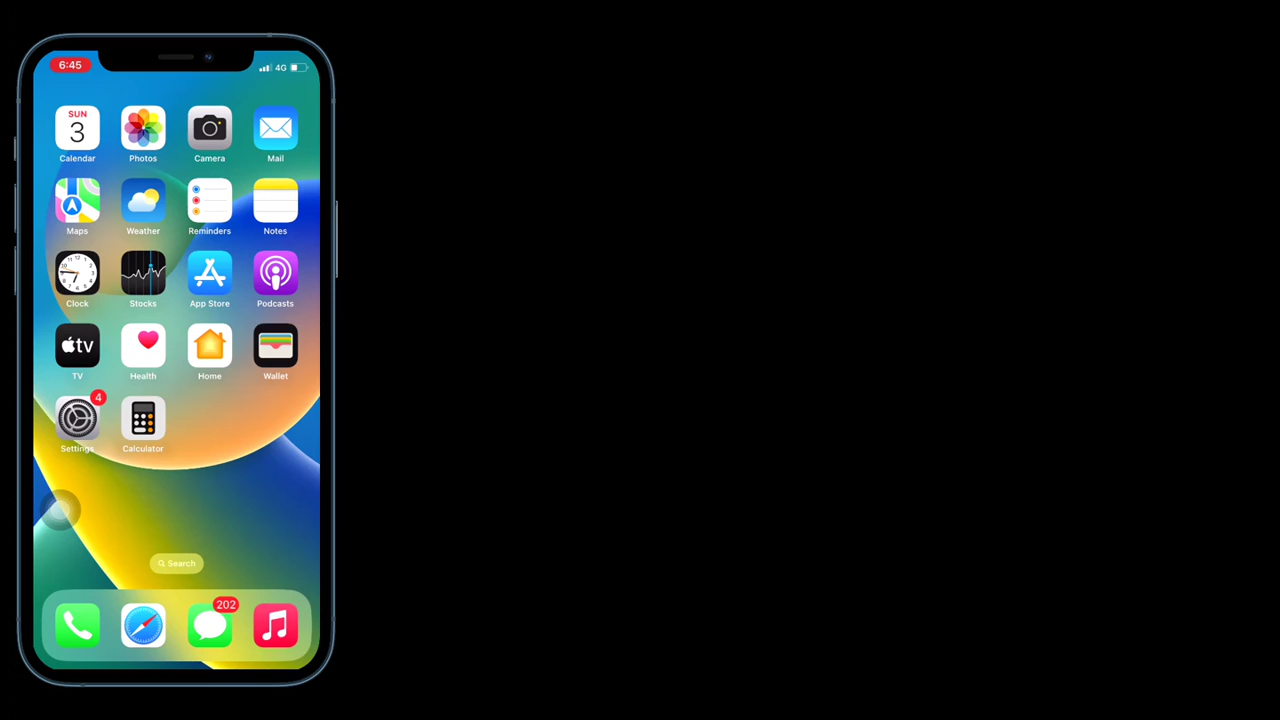 6:45 4G
SUN
3
Calendar Photos Camera Mail
Maps Weather Reminders Notes
Clock Stocks App Store Podcasts
tv
TV Health Home Wallet
4
Settings Calculator
Search
202